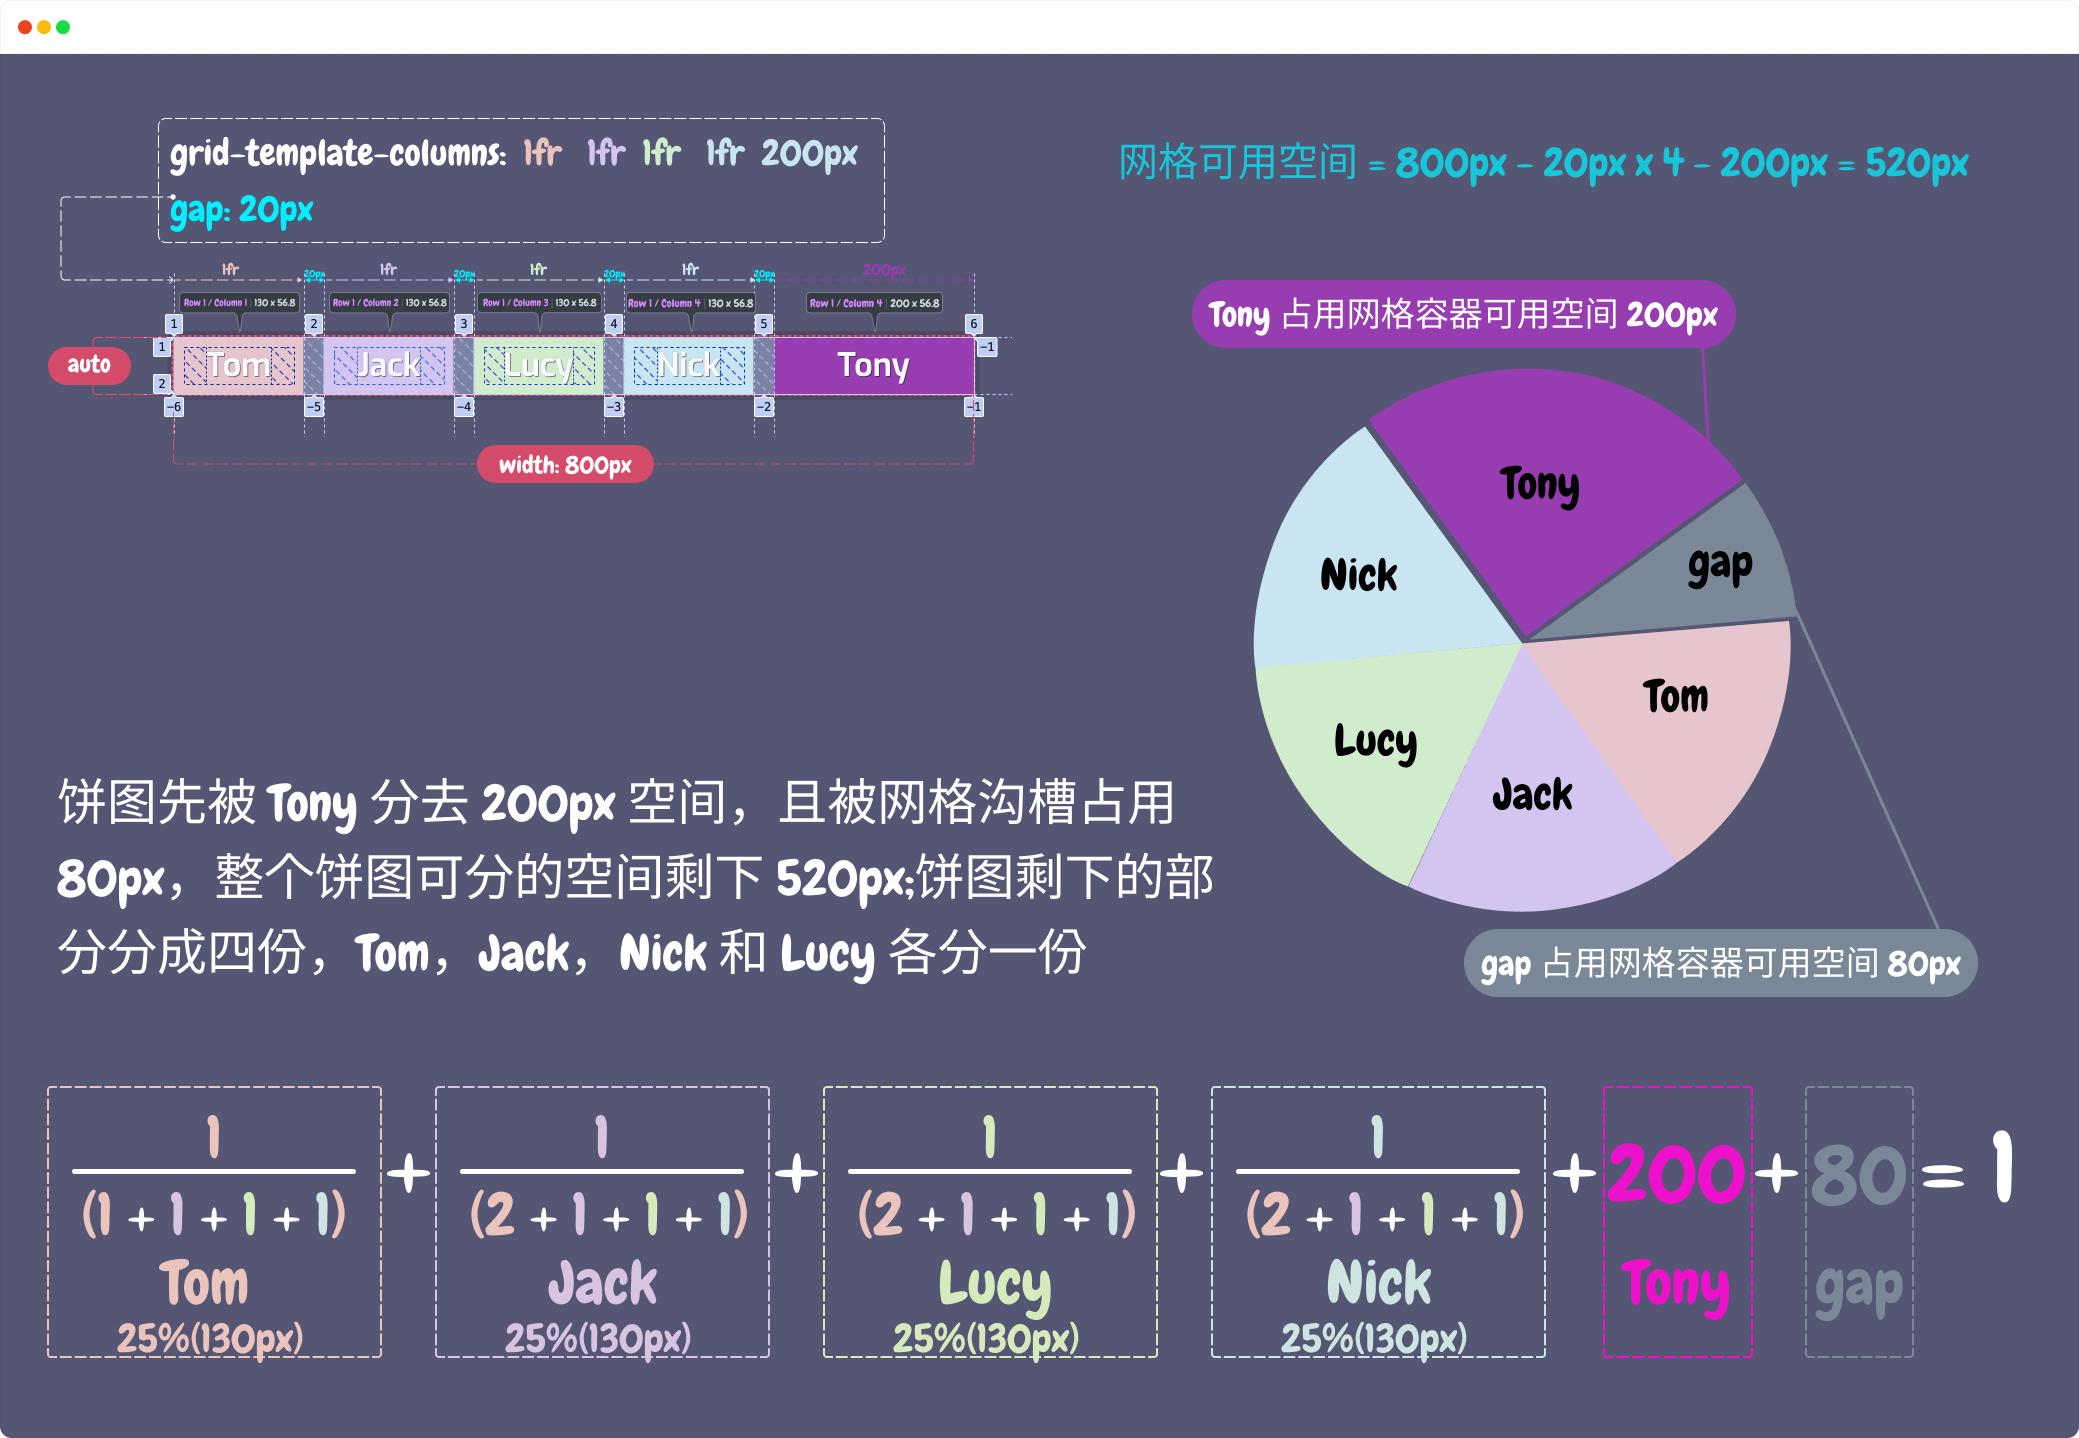 grid-template-columns: 1fr 1fr 1fr 1fr 200px
gap: 20px
网格可用空间 = 800px - 20px x 4 - 200px = 520px
1fr 20px 1fr 20px 1fr 20px 1fr 20px 200px
Row 1 / Column 1 | 130 x 56.8
Row 1 / Column 2 | 130 x 56.8
Row 1 / Column 3 | 130 x 56.8
Row 1 / Column 4 | 130 x 56.8
Row 1 / Column 4 | 200 x 56.8
1 2 3 4 5 6
1 -1
auto
Tom Jack Lucy Nick Tony
2
-6 -5 -4 -3 -2 -1
width: 800px
Tony 占用网格容器可用空间 200px
Tony
gap
Nick
Tom
Lucy
Jack
gap 占用网格容器可用空间 80px
饼图先被 Tony 分去 200px 空间，且被网格沟槽占用
80px，整个饼图可分的空间剩下 520px;饼图剩下的部
分分成四份，Tom，Jack，Nick 和 Lucy 各分一份
1 1 1 1
+ + + + 200 + 80 = 1
(1 + 1 + 1 + 1) (2 + 1 + 1 + 1) (2 + 1 + 1 + 1) (2 + 1 + 1 + 1)
Tom Jack Lucy Nick Tony gap
25%(130px) 25%(130px) 25%(130px) 25%(130px)